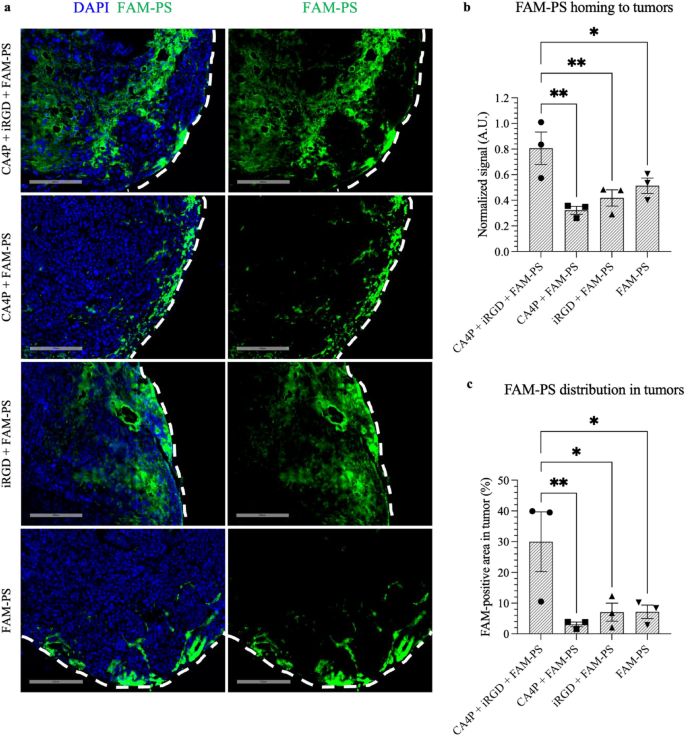 a
DAPI FAM-PS
FAM-PS
CA4P + iRGD + FAM-PS
CA4P + FAM-PS
iRGD + FAM-PS
FAM-PS
b
FAM-PS homing to tumors
*
**
**
Normalized signal (A.U.)
1.2
1.0
0.8
0.6
0.4
0.2
0.0
CA4P + iRGD + FAM-PS
CA4P + FAM-PS
iRGD + FAM-PS
FAM-PS
c
FAM-PS distribution in tumors
*
*
**
FAM-positive area in tumor (%)
50
40
30
20
10
0
CA4P + iRGD + FAM-PS
CA4P + FAM-PS
iRGD + FAM-PS
FAM-PS